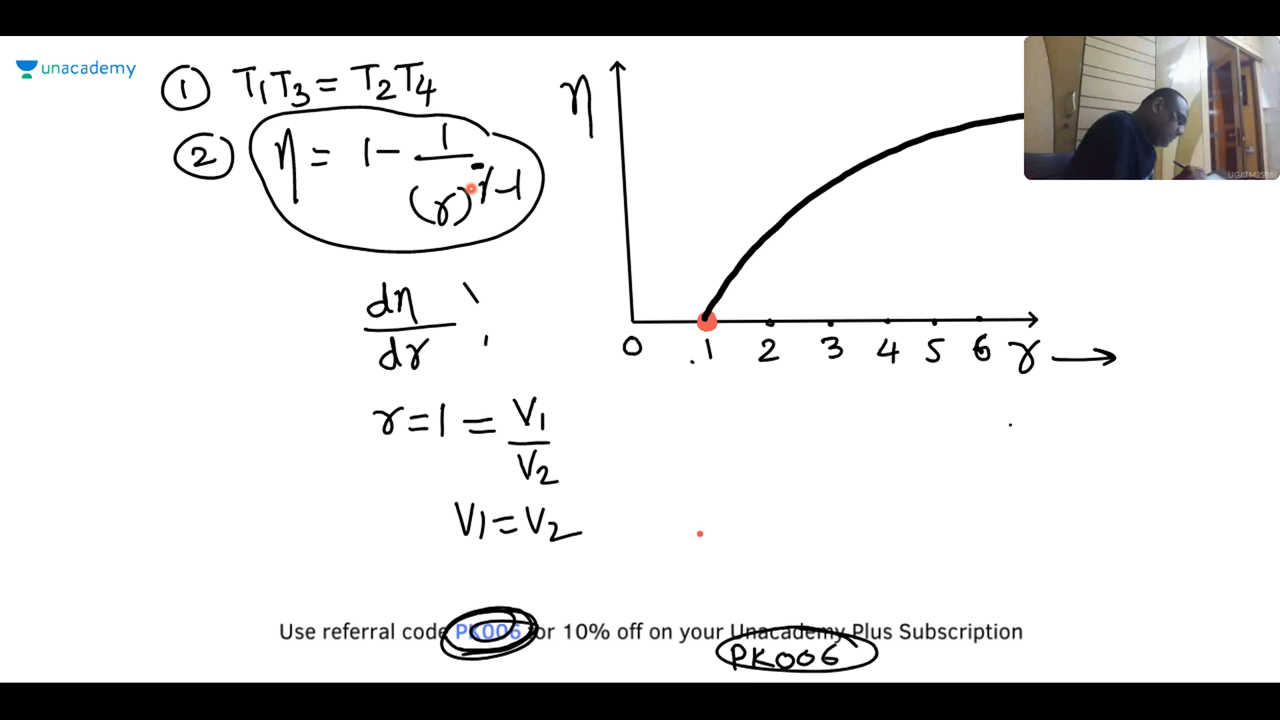 unacademy
① T₁T₃ = T₂T₄
② η = 1 - 1/(r)^(γ-1)
dη/dr
r = 1 = V₁/V₂
V₁ = V₂
η
0 .1 2 3 4 5 6 r →
Use referral code PK006 for 10% off on your Unacademy Plus Subscription
PK006